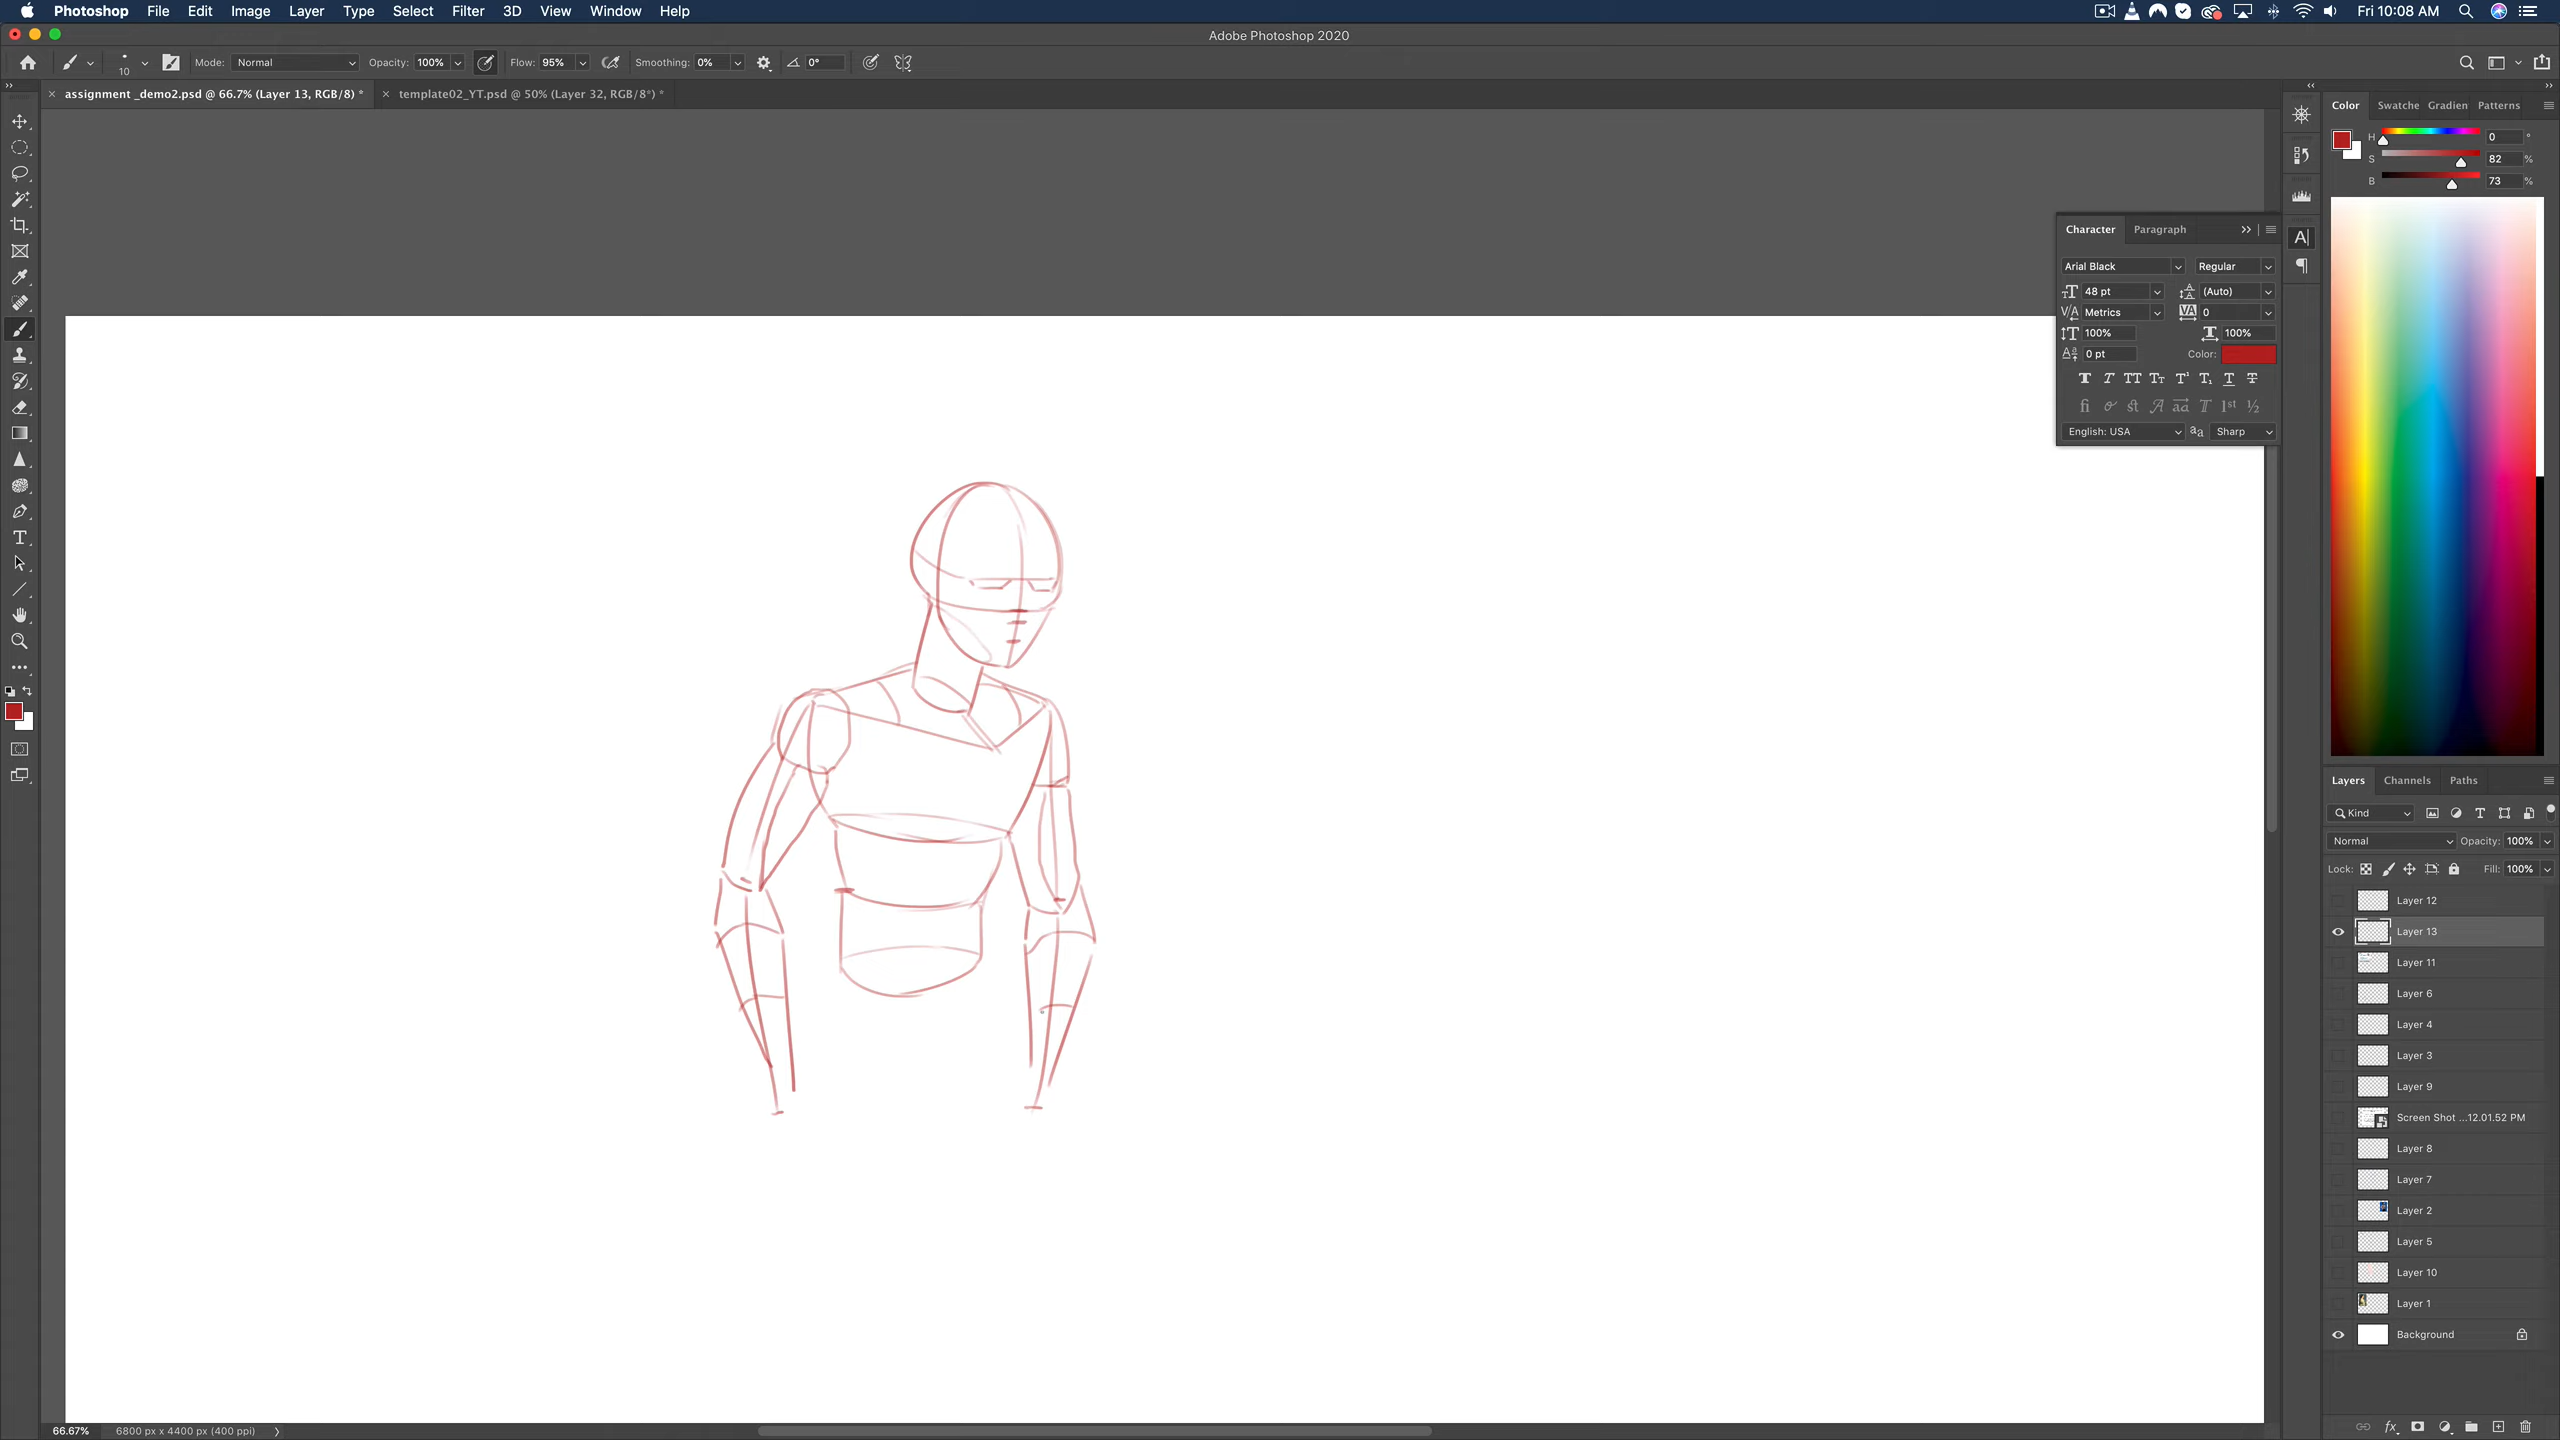 Photoshop File Edit Image Layer Type Select Filter 3D View Window Help Fri 10:08 AM
Adobe Photoshop 2020
10 Mode: Normal Opacity: 100% Flow: 95% Smoothing: 0% 0°
× assignment _demo2.psd @ 66.7% (Layer 13, RGB/8) * × template02_YT.psd @ 50% (Layer 32, RGB/8*) *
Color Swatche Gradien Patterns
H 0 °
S 82 %
B 73 %
Character Paragraph
Arial Black Regular
48 pt (Auto)
Metrics 0
100% 100%
0 pt Color:
English: USA Sharp
Layers Channels Paths
Kind
Normal Opacity: 100%
Lock: Fill: 100%
Layer 12
Layer 13
Layer 11
Layer 6
Layer 4
Layer 3
Layer 9
Screen Shot ...12.01.52 PM
Layer 8
Layer 7
Layer 2
Layer 5
Layer 10
Layer 1
Background
66.67% 6800 px x 4400 px (400 ppi)